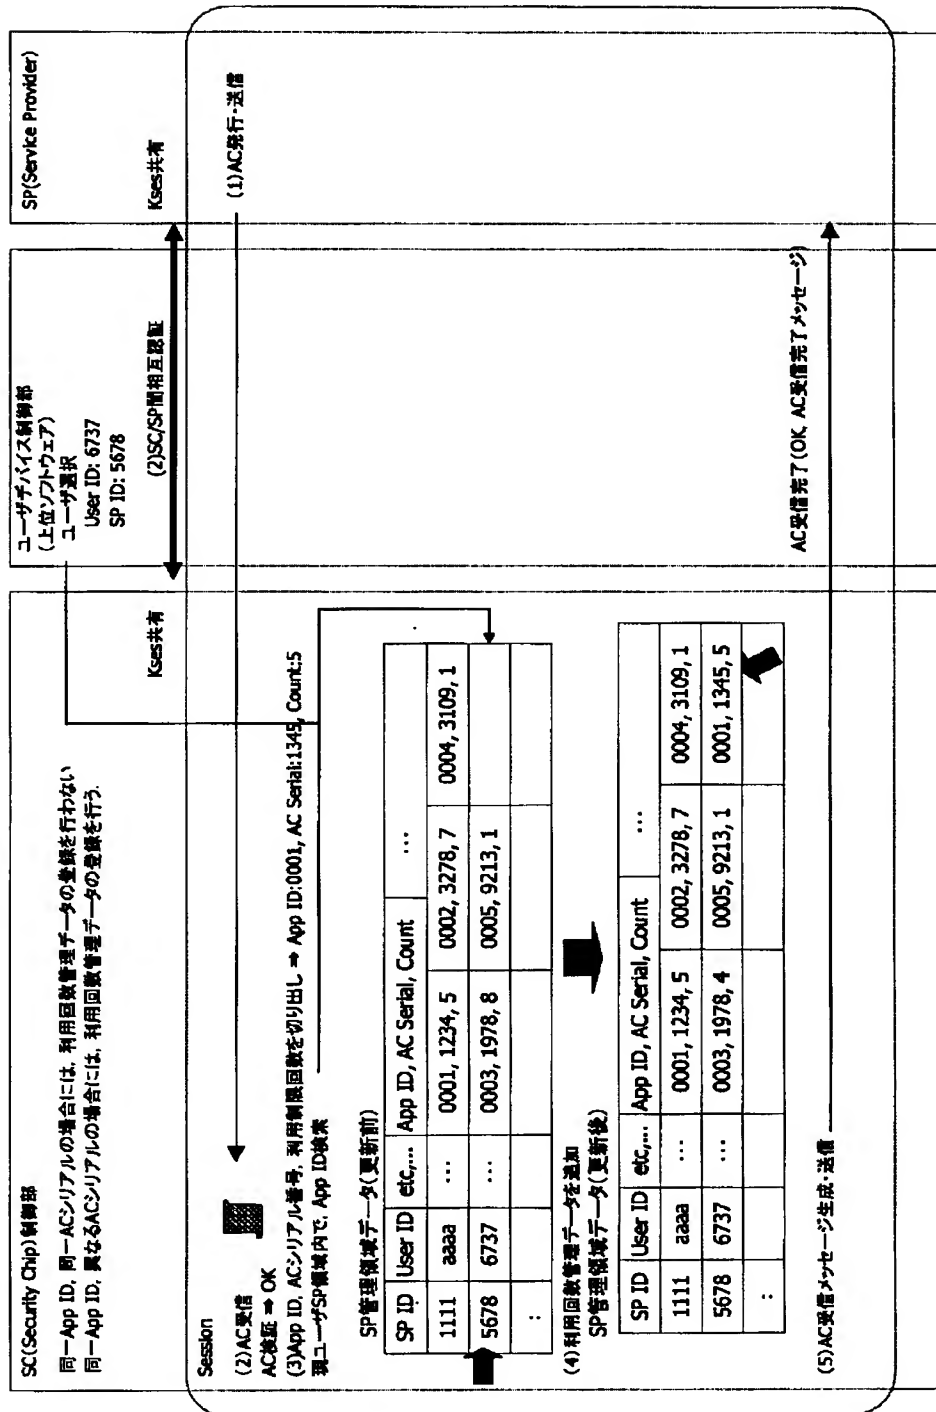 SC(Security Chip)制御部
同一App ID, 同一ACシリアルの場合には, 利用回数管理データの登録を行わない
同一App ID, 異なるACシリアルの場合には, 利用回数管理データの登録を行う.
ユーザデバイス制御部
(上位ソフトウェア)
ユーザ選択
User ID: 6737
SP ID: 5678
SP(Service Provider)
Kses共有
(2)SC/SP間相互認証
Kses共有
Session
(1)AC発行・送信
(2)AC受信
AC検証 ⇒ OK
(3)App ID, ACシリアル番号, 利用制限回数を切り出し ⇒ App ID:0001, AC Serial:1345, Count:5
現ユーザSP領域内で, App ID検索
SP管理領域データ(更新前)
SP ID User ID etc,... App ID, AC Serial, Count ...
1111 aaaa ... 0001, 1234, 5 0002, 3278, 7 0004, 3109, 1
5678 6737 ... 0003, 1978, 8 0005, 9213, 1
:
(4)利用回数管理データを追加
SP管理領域データ(更新後)
SP ID User ID etc,... App ID, AC Serial, Count ...
1111 aaaa ... 0001, 1234, 5 0002, 3278, 7 0004, 3109, 1
5678 6737 ... 0003, 1978, 4 0005, 9213, 1 0001, 1345, 5
:
(5)AC受信メッセージ生成・送信
AC受信完了(OK, AC受信完了メッセージ)